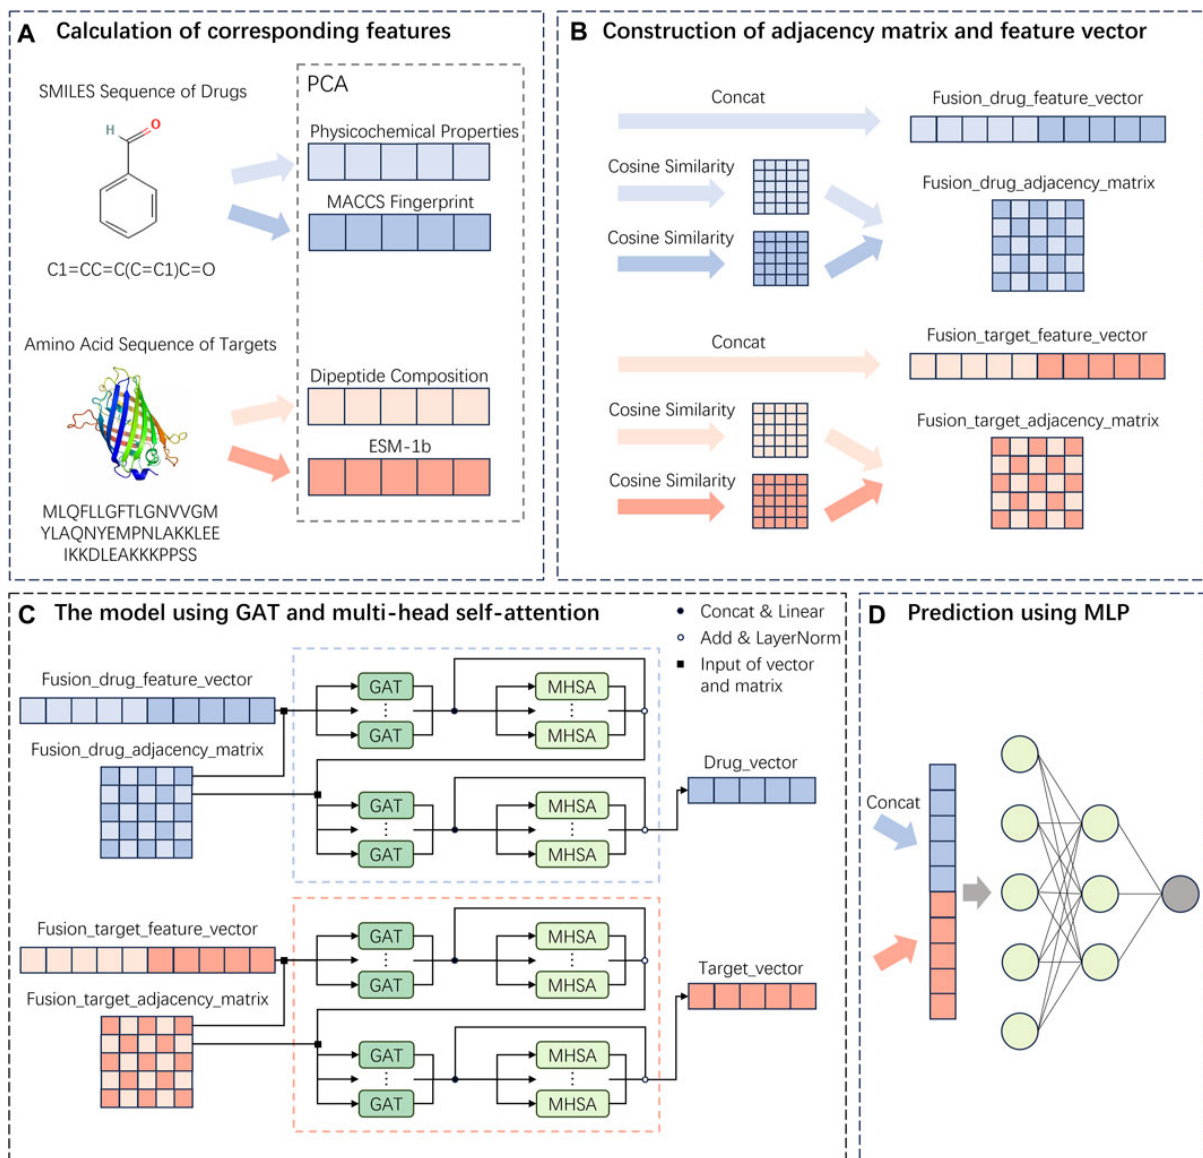 A Calculation of corresponding features
SMILES Sequence of Drugs
H
O
C1=CC=C(C=C1)C=O
PCA
Physicochemical Properties
MACCS Fingerprint
Amino Acid Sequence of Targets
MLQFLLGFTLGNVVGM
YLAQNYEMPNLAKKLEE
IKKDLEAKKKPPSS
Dipeptide Composition
ESM-1b
B Construction of adjacency matrix and feature vector
Concat
Fusion_drug_feature_vector
Cosine Similarity
Cosine Similarity
Fusion_drug_adjacency_matrix
Concat
Fusion_target_feature_vector
Cosine Similarity
Cosine Similarity
Fusion_target_adjacency_matrix
C The model using GAT and multi-head self-attention
Concat & Linear
Add & LayerNorm
Input of vector
and matrix
Fusion_drug_feature_vector
Fusion_drug_adjacency_matrix
GAT
MHSA
GAT
MHSA
GAT
MHSA
GAT
MHSA
Drug_vector
Fusion_target_feature_vector
Fusion_target_adjacency_matrix
GAT
MHSA
GAT
MHSA
GAT
MHSA
GAT
MHSA
Target_vector
D Prediction using MLP
Concat